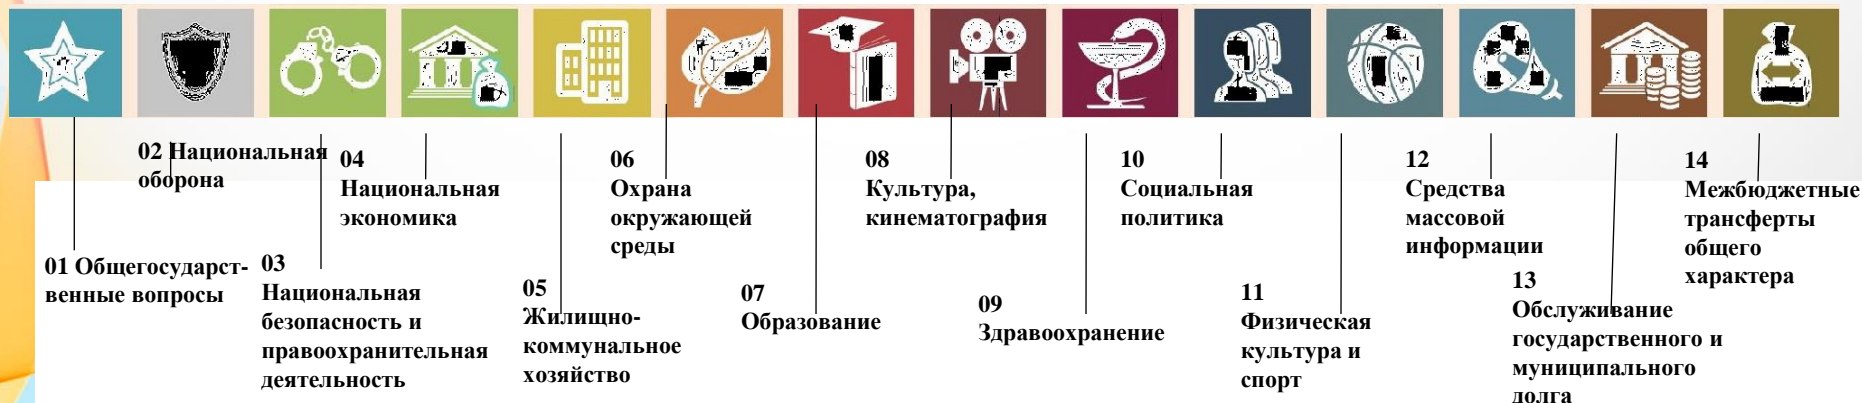 01 Общегосударст-
венные вопросы
02 Национальная
оборона
03
Национальная
безопасность и
правоохранительная
деятельность
04
Национальная
экономика
05
Жилищно-
коммунальное
хозяйство
06
Охрана
окружающей
среды
07
Образование
08
Культура,
кинематография
09
Здравоохранение
10
Социальная
политика
11
Физическая
культура и
спорт
12
Средства
массовой
информации
13
Обслуживание
государственного и
муниципального
долга
14
Межбюджетные
трансферты
общего
характера